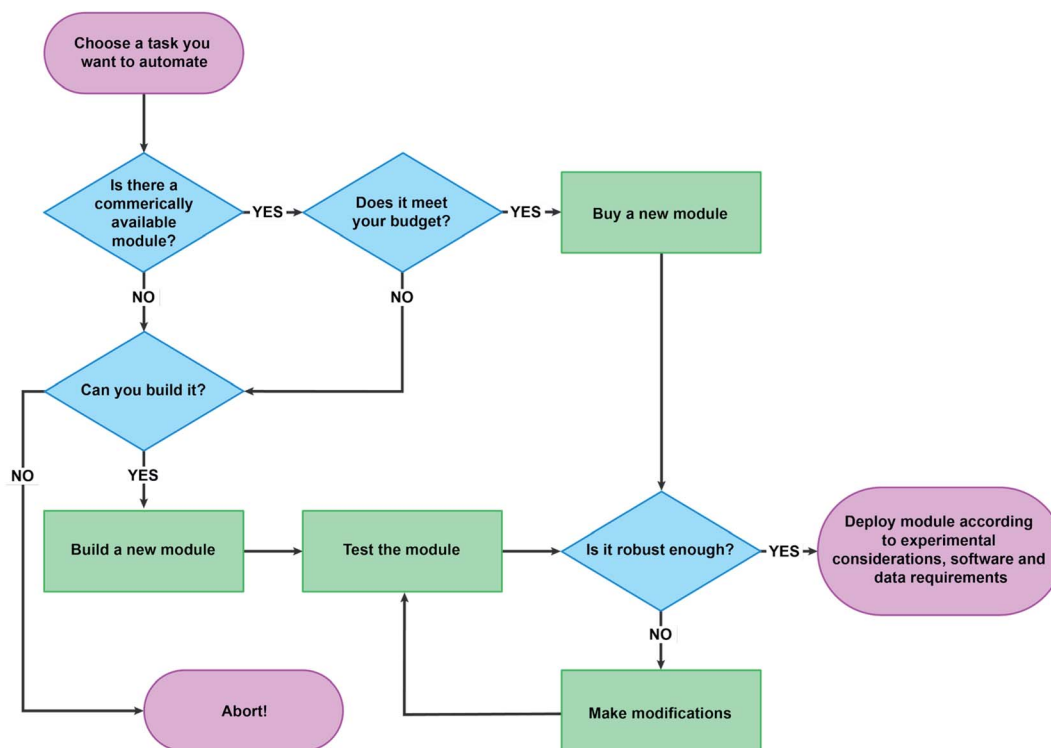 Choose a task you
want to automate
Is there a
commerically
available
module?
YES
Does it meet
your budget?
YES
Buy a new module
NO
NO
Can you build it?
NO
YES
Build a new module
Test the module
Is it robust enough?
YES
Deploy module according
to experimental
considerations, software and
data requirements
NO
Abort!
Make modifications